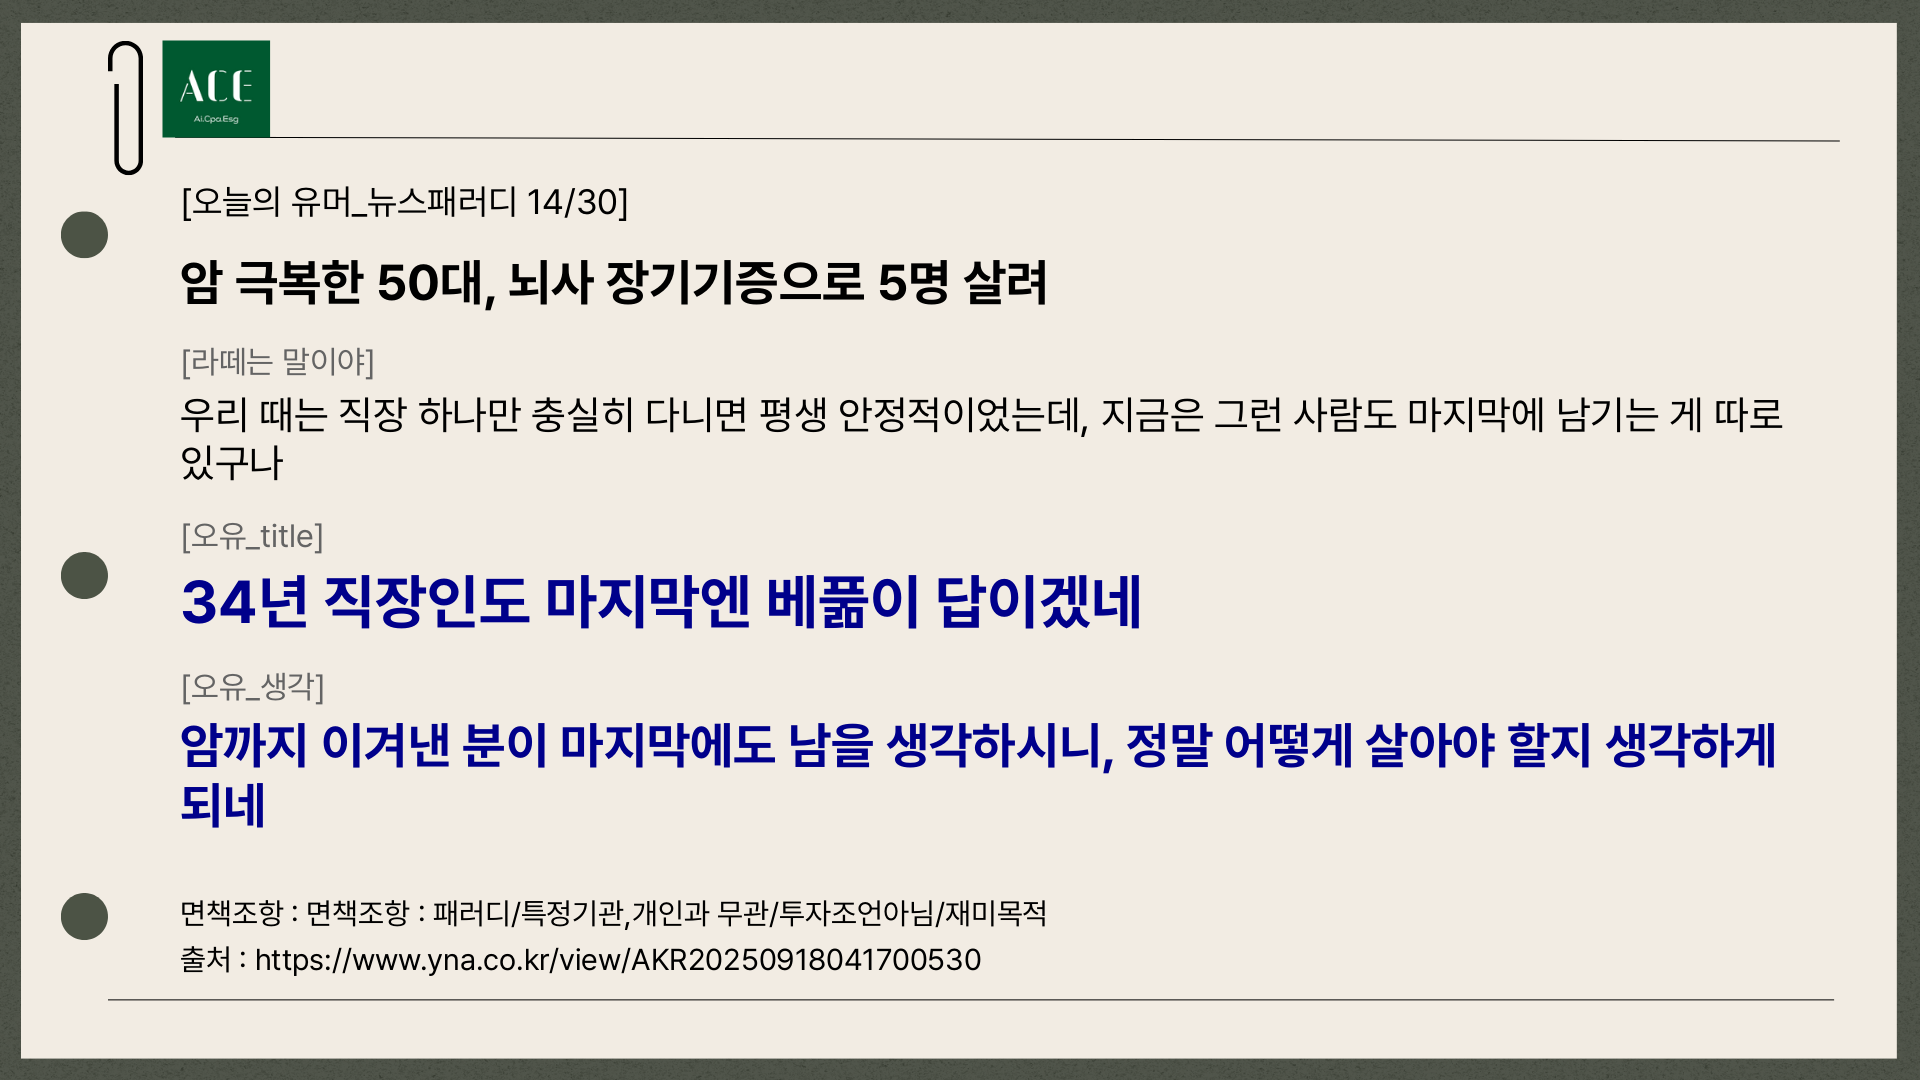 ACE
Ai.Cpa.Esg
[오늘의 유머_뉴스패러디 14/30]
암 극복한 50대, 뇌사 장기기증으로 5명 살려
[라떼는 말이야]
우리 때는 직장 하나만 충실히 다니면 평생 안정적이었는데, 지금은 그런 사람도 마지막에 남기는 게 따로
있구나
[오유_title]
34년 직장인도 마지막엔 베풂이 답이겠네
[오유_생각]
암까지 이겨낸 분이 마지막에도 남을 생각하시니, 정말 어떻게 살아야 할지 생각하게
되네
면책조항 : 면책조항 : 패러디/특정기관,개인과 무관/투자조언아님/재미목적
출처 : https://www.yna.co.kr/view/AKR20250918041700530